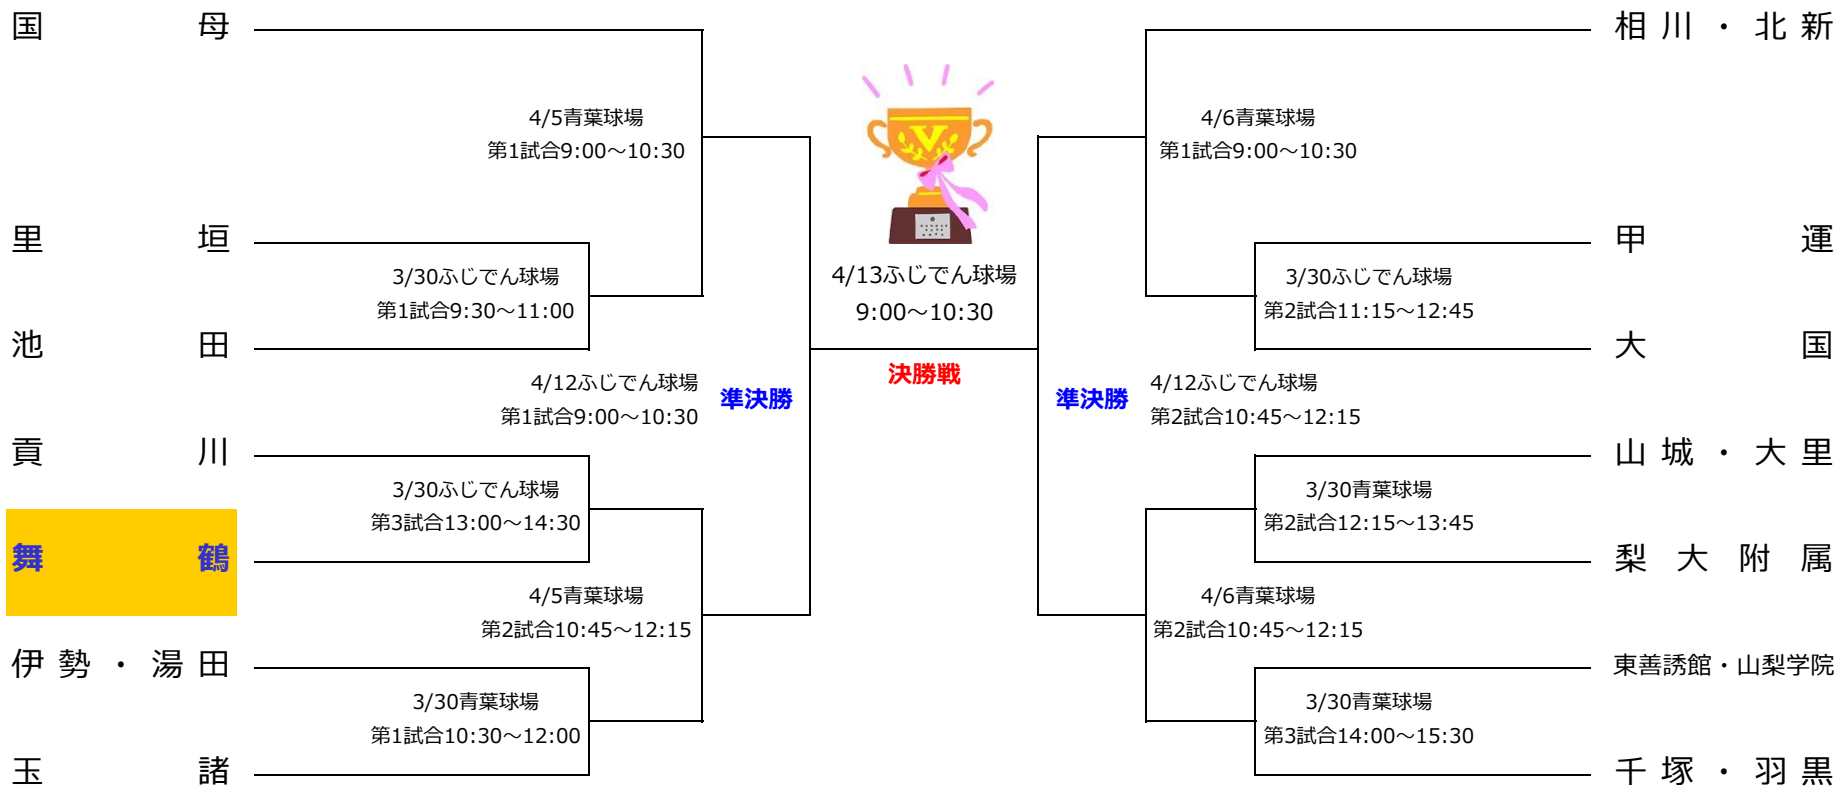 国母
相川・北新
4/5青葉球場
第1試合9:00～10:30
V
4/6青葉球場
第1試合9:00～10:30
里垣
甲運
3/30ふじでん球場
第1試合9:30～11:00
4/13ふじでん球場
9:00～10:30
3/30ふじでん球場
第2試合11:15～12:45
池田
大国
4/12ふじでん球場
第1試合9:00～10:30
準決勝
決勝戦
準決勝
4/12ふじでん球場
第2試合10:45～12:15
貢川
山城・大里
3/30ふじでん球場
第3試合13:00～14:30
3/30青葉球場
第2試合12:15～13:45
舞鶴
梨大附属
4/5青葉球場
第2試合10:45～12:15
4/6青葉球場
第2試合10:45～12:15
伊勢・湯田
東善誘館・山梨学院
3/30青葉球場
第1試合10:30～12:00
3/30青葉球場
第3試合14:00～15:30
玉諸
千塚・羽黒